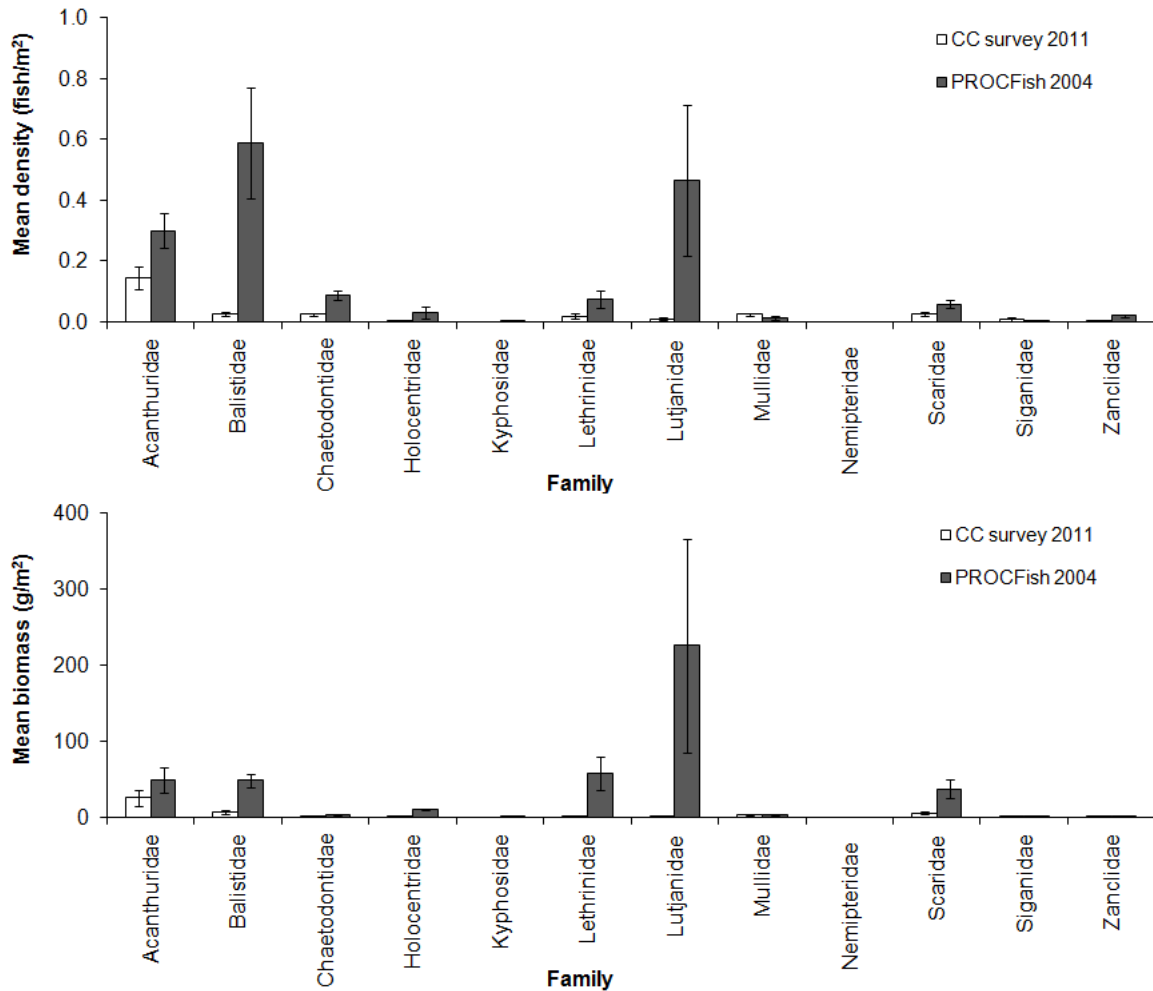 Mean density (fish/m²)
1.0
0.8
0.6
0.4
0.2
0.0
CC survey 2011
PROCFish 2004
Acanthuridae
Balistidae
Chaetodontidae
Holocentridae
Kyphosidae
Lethrinidae
Lutjanidae
Mullidae
Nemipteridae
Scaridae
Siganidae
Zanclidae
Family
Mean biomass (g/m²)
400
300
200
100
0
CC survey 2011
PROCFish 2004
Acanthuridae
Balistidae
Chaetodontidae
Holocentridae
Kyphosidae
Lethrinidae
Lutjanidae
Mullidae
Nemipteridae
Scaridae
Siganidae
Zanclidae
Family